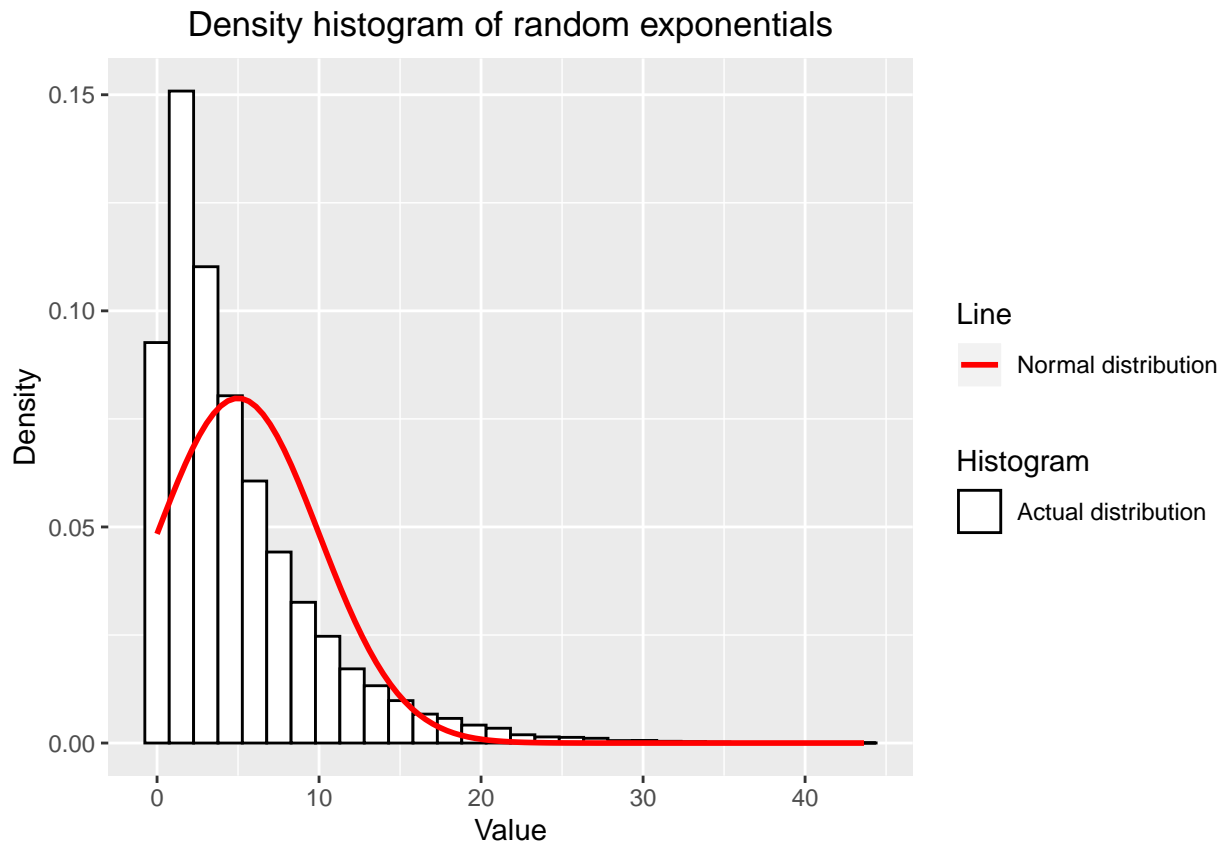 Density histogram of random exponentials
Density
0.15
0.10
0.05
0.00
0
10
20
30
40
Value
Line
Normal distribution
Histogram
Actual distribution